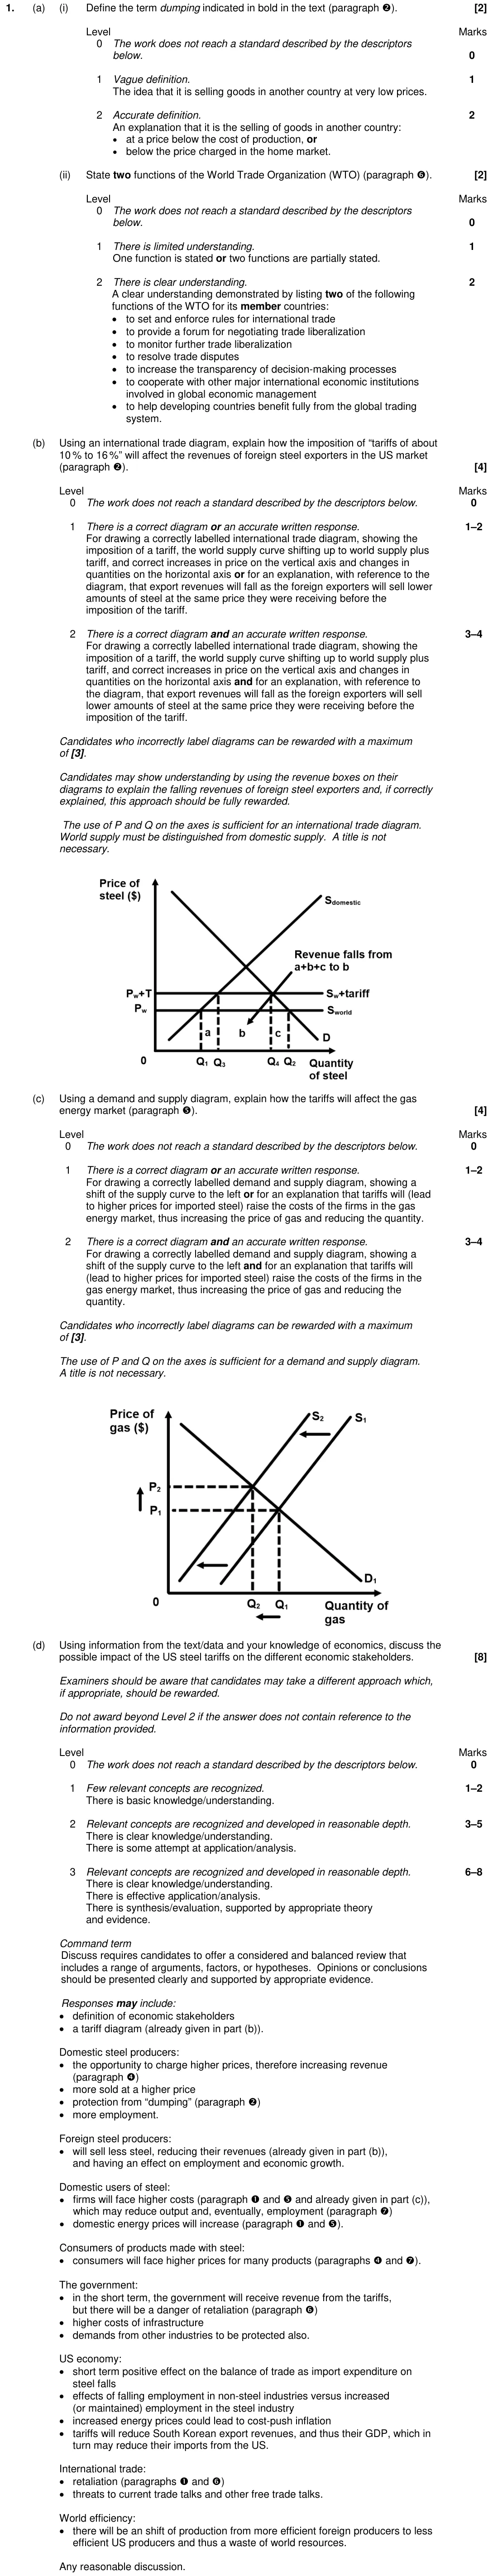 1. (a) (i) Define the term dumping indicated in bold in the text (paragraph ❷). [2]
Level Marks
0 The work does not reach a standard described by the descriptors
below. 0
1 Vague definition. 1
The idea that it is selling goods in another country at very low prices.
2 Accurate definition. 2
An explanation that it is the selling of goods in another country:
• at a price below the cost of production, or
• below the price charged in the home market.
(ii) State two functions of the World Trade Organization (WTO) (paragraph ❻). [2]
Level Marks
0 The work does not reach a standard described by the descriptors
below. 0
1 There is limited understanding. 1
One function is stated or two functions are partially stated.
2 There is clear understanding. 2
A clear understanding demonstrated by listing two of the following
functions of the WTO for its member countries:
• to set and enforce rules for international trade
• to provide a forum for negotiating trade liberalization
• to monitor further trade liberalization
• to resolve trade disputes
• to increase the transparency of decision-making processes
• to cooperate with other major international economic institutions
involved in global economic management
• to help developing countries benefit fully from the global trading
system.
(b) Using an international trade diagram, explain how the imposition of “tariffs of about
10 % to 16 %” will affect the revenues of foreign steel exporters in the US market
(paragraph ❷). [4]
Level Marks
0 The work does not reach a standard described by the descriptors below. 0
1 There is a correct diagram or an accurate written response. 1–2
For drawing a correctly labelled international trade diagram, showing the
imposition of a tariff, the world supply curve shifting up to world supply plus
tariff, and correct increases in price on the vertical axis and changes in
quantities on the horizontal axis or for an explanation, with reference to the
diagram, that export revenues will fall as the foreign exporters will sell lower
amounts of steel at the same price they were receiving before the
imposition of the tariff.
2 There is a correct diagram and an accurate written response. 3–4
For drawing a correctly labelled international trade diagram, showing the
imposition of a tariff, the world supply curve shifting up to world supply plus
tariff, and correct increases in price on the vertical axis and changes in
quantities on the horizontal axis and for an explanation, with reference to
the diagram, that export revenues will fall as the foreign exporters will sell
lower amounts of steel at the same price they were receiving before the
imposition of the tariff.
Candidates who incorrectly label diagrams can be rewarded with a maximum
of [3].
Candidates may show understanding by using the revenue boxes on their
diagrams to explain the falling revenues of foreign steel exporters and, if correctly
explained, this approach should be fully rewarded.
The use of P and Q on the axes is sufficient for an international trade diagram.
World supply must be distinguished from domestic supply. A title is not
necessary.
Price of
steel ($)
Sdomestic
Revenue falls from
a+b+c to b
Pw+T
Sw+tariff
Pw
Sworld
a b c D
0 Q1 Q3 Q4 Q2 Quantity
of steel
(c) Using a demand and supply diagram, explain how the tariffs will affect the gas
energy market (paragraph ❺). [4]
Level Marks
0 The work does not reach a standard described by the descriptors below. 0
1 There is a correct diagram or an accurate written response. 1–2
For drawing a correctly labelled demand and supply diagram, showing a
shift of the supply curve to the left or for an explanation that tariffs will (lead
to higher prices for imported steel) raise the costs of the firms in the gas
energy market, thus increasing the price of gas and reducing the quantity.
2 There is a correct diagram and an accurate written response. 3–4
For drawing a correctly labelled demand and supply diagram, showing a
shift of the supply curve to the left and for an explanation that tariffs will
(lead to higher prices for imported steel) raise the costs of the firms in the
gas energy market, thus increasing the price of gas and reducing the
quantity.
Candidates who incorrectly label diagrams can be rewarded with a maximum
of [3].
The use of P and Q on the axes is sufficient for a demand and supply diagram.
A title is not necessary.
Price of
gas ($)
S2
S1
P2
P1
D1
0 Q2 Q1 Quantity of
gas
(d) Using information from the text/data and your knowledge of economics, discuss the
possible impact of the US steel tariffs on the different economic stakeholders. [8]
Examiners should be aware that candidates may take a different approach which,
if appropriate, should be rewarded.
Do not award beyond Level 2 if the answer does not contain reference to the
information provided.
Level Marks
0 The work does not reach a standard described by the descriptors below. 0
1 Few relevant concepts are recognized. 1–2
There is basic knowledge/understanding.
2 Relevant concepts are recognized and developed in reasonable depth. 3–5
There is clear knowledge/understanding.
There is some attempt at application/analysis.
3 Relevant concepts are recognized and developed in reasonable depth. 6–8
There is clear knowledge/understanding.
There is effective application/analysis.
There is synthesis/evaluation, supported by appropriate theory
and evidence.
Command term
Discuss requires candidates to offer a considered and balanced review that
includes a range of arguments, factors, or hypotheses. Opinions or conclusions
should be presented clearly and supported by appropriate evidence.
Responses may include:
• definition of economic stakeholders
• a tariff diagram (already given in part (b)).
Domestic steel producers:
• the opportunity to charge higher prices, therefore increasing revenue
(paragraph ❹)
• more sold at a higher price
• protection from “dumping” (paragraph ❷)
• more employment.
Foreign steel producers:
• will sell less steel, reducing their revenues (already given in part (b)),
and having an effect on employment and economic growth.
Domestic users of steel:
• firms will face higher costs (paragraph ❶ and ❺ and already given in part (c)),
which may reduce output and, eventually, employment (paragraph ❼)
• domestic energy prices will increase (paragraph ❶ and ❺).
Consumers of products made with steel:
• consumers will face higher prices for many products (paragraphs ❹ and ❼).
The government:
• in the short term, the government will receive revenue from the tariffs,
but there will be a danger of retaliation (paragraph ❻)
• higher costs of infrastructure
• demands from other industries to be protected also.
US economy:
• short term positive effect on the balance of trade as import expenditure on
steel falls
• effects of falling employment in non-steel industries versus increased
(or maintained) employment in the steel industry
• increased energy prices could lead to cost-push inflation
• tariffs will reduce South Korean export revenues, and thus their GDP, which in
turn may reduce their imports from the US.
International trade:
• retaliation (paragraphs ❶ and ❻)
• threats to current trade talks and other free trade talks.
World efficiency:
• there will be an shift of production from more efficient foreign producers to less
efficient US producers and thus a waste of world resources.
Any reasonable discussion.